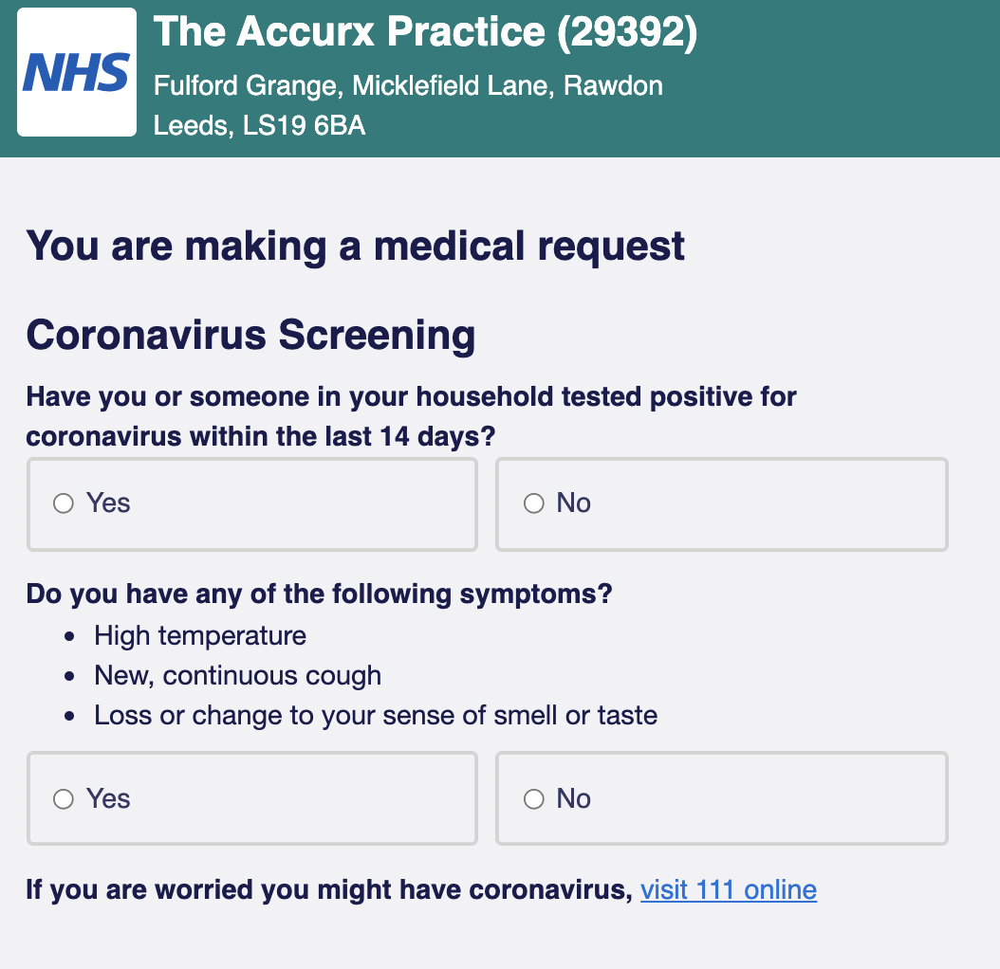 NHS
The Accurx Practice (29392)
Fulford Grange, Micklefield Lane, Rawdon
Leeds, LS19 6BA
You are making a medical request
Coronavirus Screening
Have you or someone in your household tested positive for
coronavirus within the last 14 days?
Yes
No
Do you have any of the following symptoms?
• High temperature
• New, continuous cough
• Loss or change to your sense of smell or taste
Yes
No
If you are worried you might have coronavirus, visit 111 online